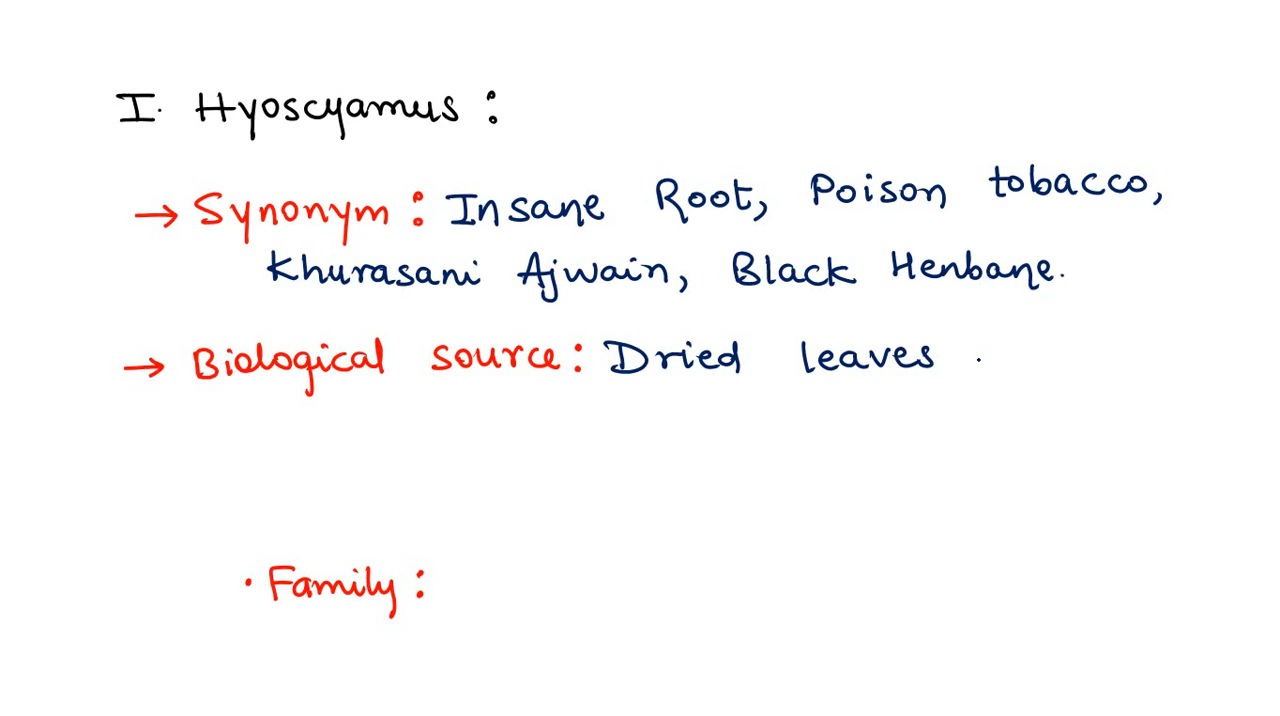 I. Hyoscyamus :
→ Synonym : Insane Root, Poison tobacco,
Khurasani Ajwain, Black Henbane.
→ Biological source : Dried leaves
• Family :